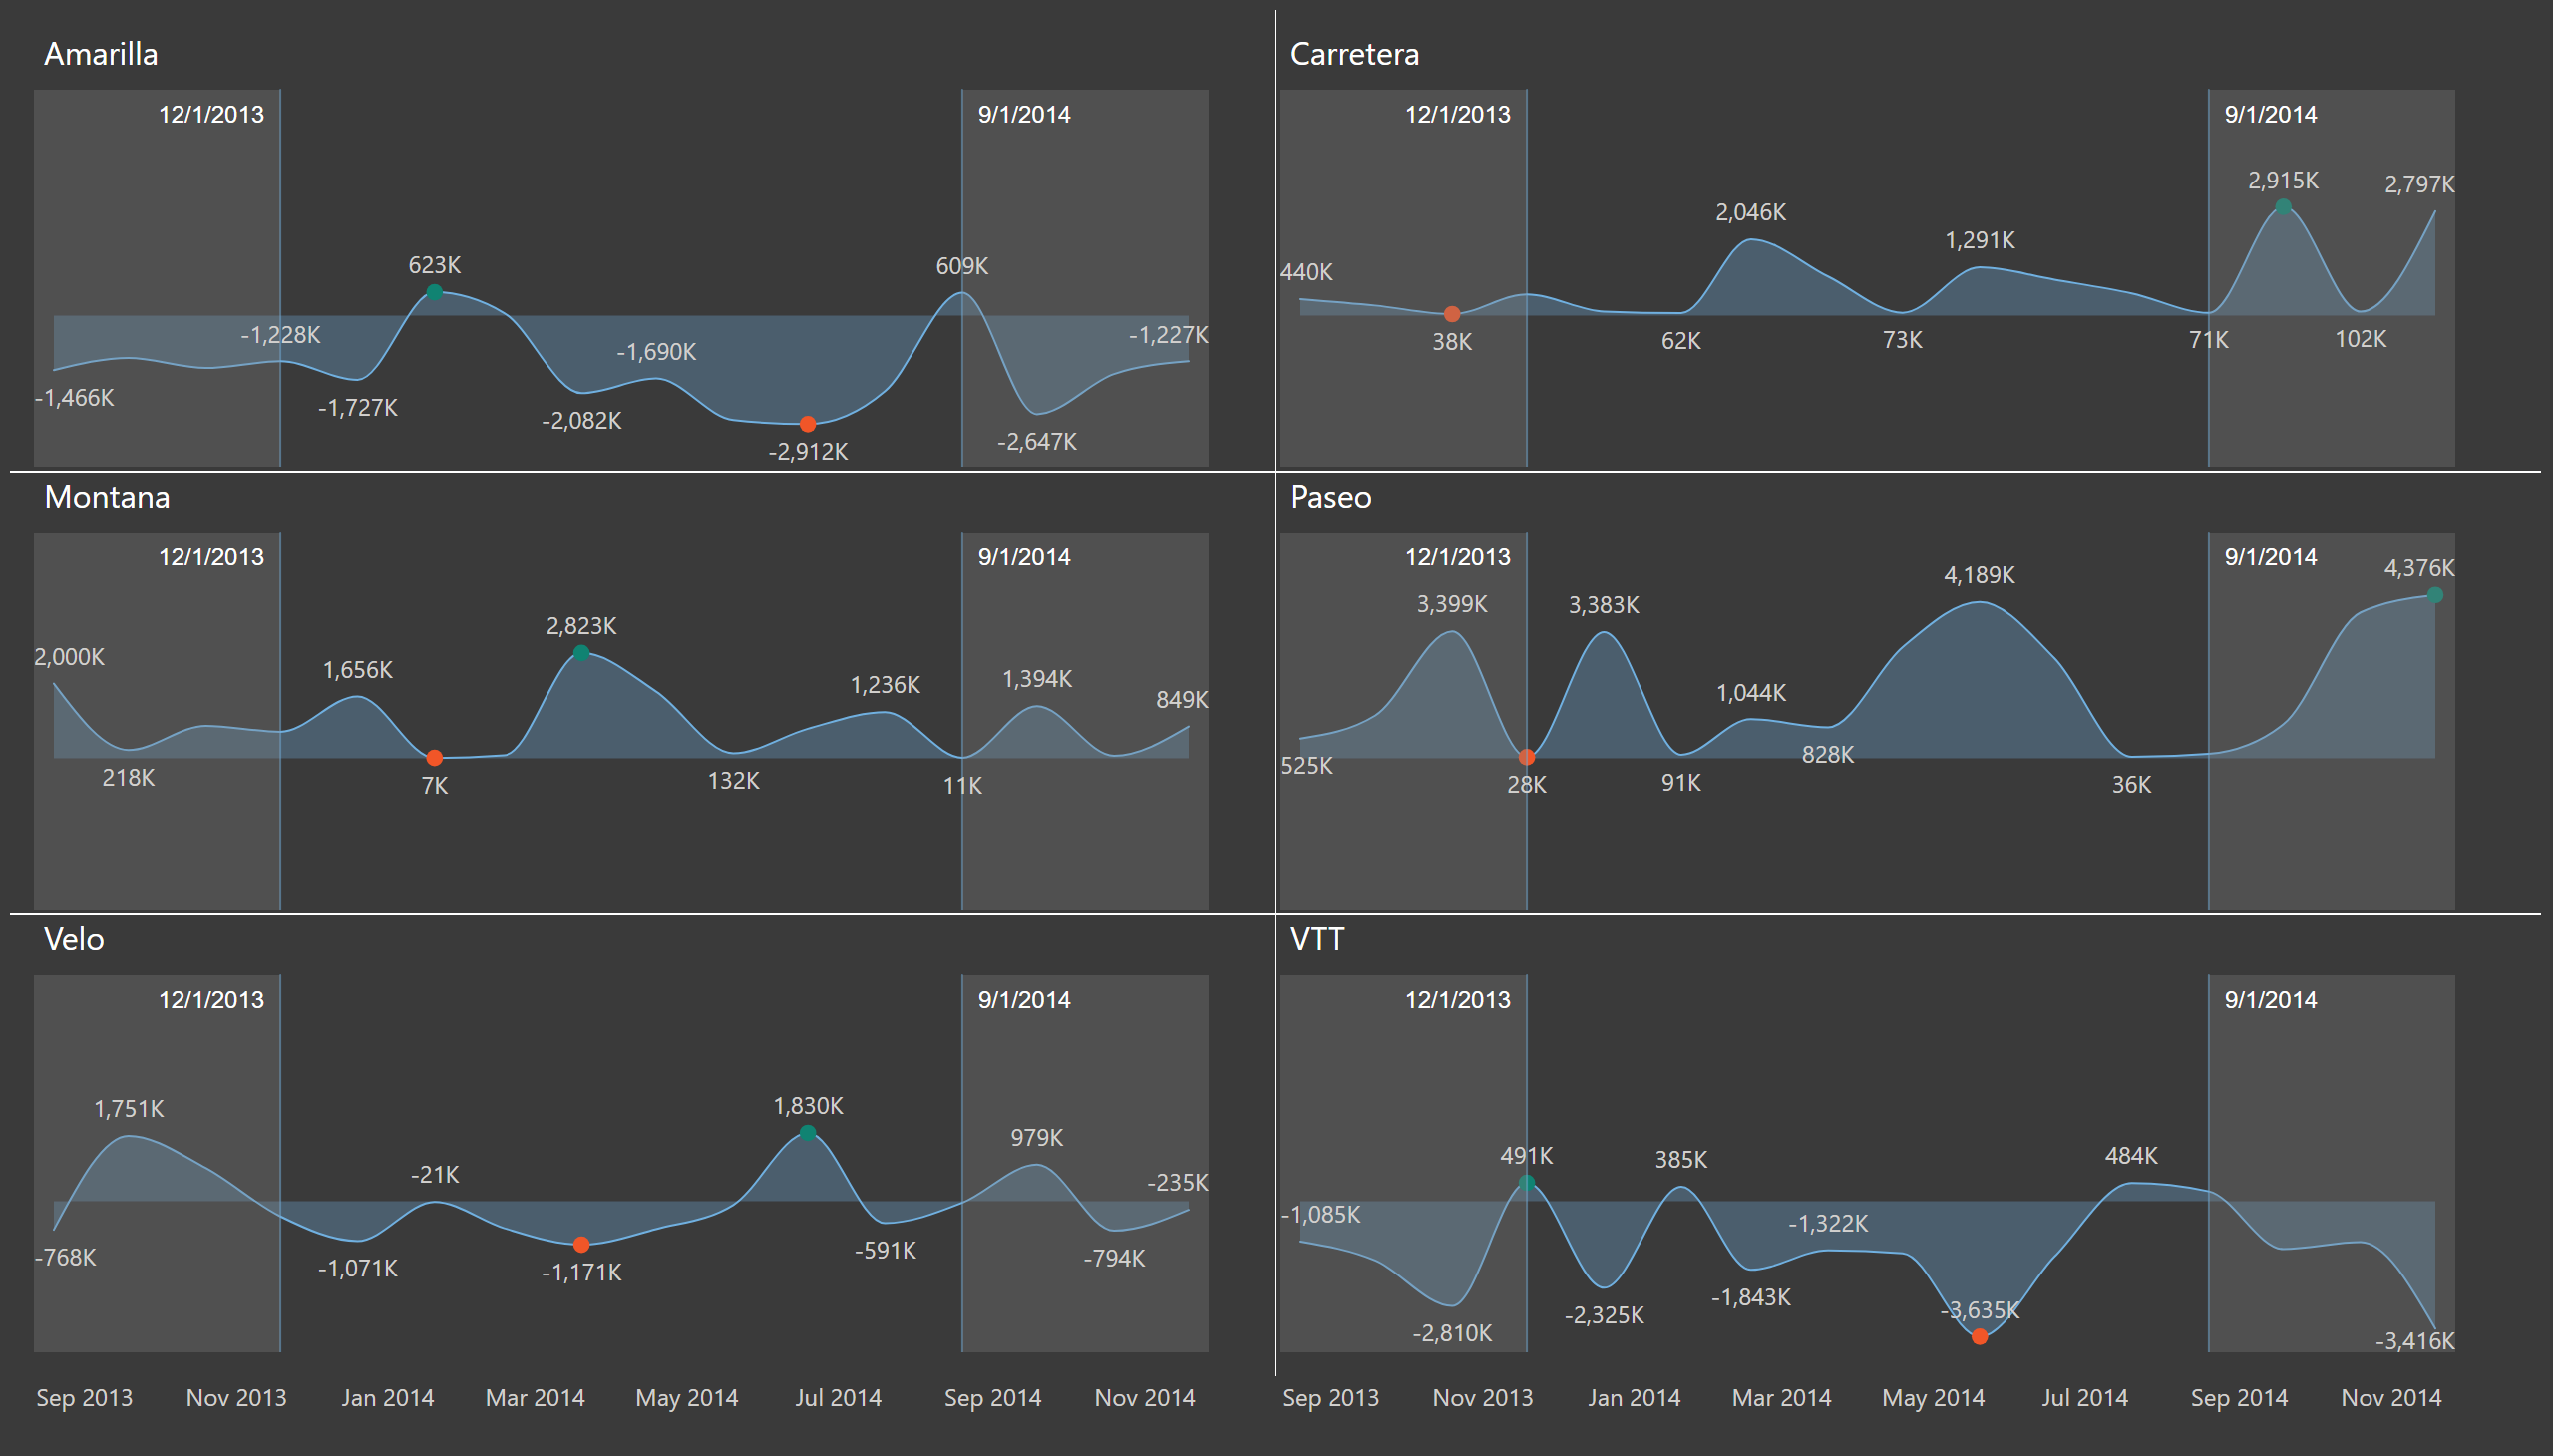 Amarilla
12/1/2013
9/1/2014
623K
609K
-1,228K
-1,227K
-1,690K
-1,466K
-1,727K
-2,082K
-2,647K
-2,912K
Carretera
12/1/2013
9/1/2014
2,915K
2,797K
2,046K
1,291K
440K
38K
62K
73K
71K
102K
Montana
12/1/2013
9/1/2014
2,823K
2,000K
1,656K
1,394K
1,236K
849K
218K
7K
132K
11K
Paseo
12/1/2013
9/1/2014
4,376K
4,189K
3,399K
3,383K
1,044K
828K
525K
28K
91K
36K
Velo
12/1/2013
9/1/2014
1,751K
1,830K
979K
-21K
-235K
-768K
-1,071K
-1,171K
-591K
-794K
VTT
12/1/2013
9/1/2014
491K
385K
484K
-1,085K
-1,322K
-1,843K
-2,325K
-3,635K
-2,810K
-3,416K
Sep 2013 Nov 2013 Jan 2014 Mar 2014 May 2014 Jul 2014 Sep 2014 Nov 2014
Sep 2013 Nov 2013 Jan 2014 Mar 2014 May 2014 Jul 2014 Sep 2014 Nov 2014